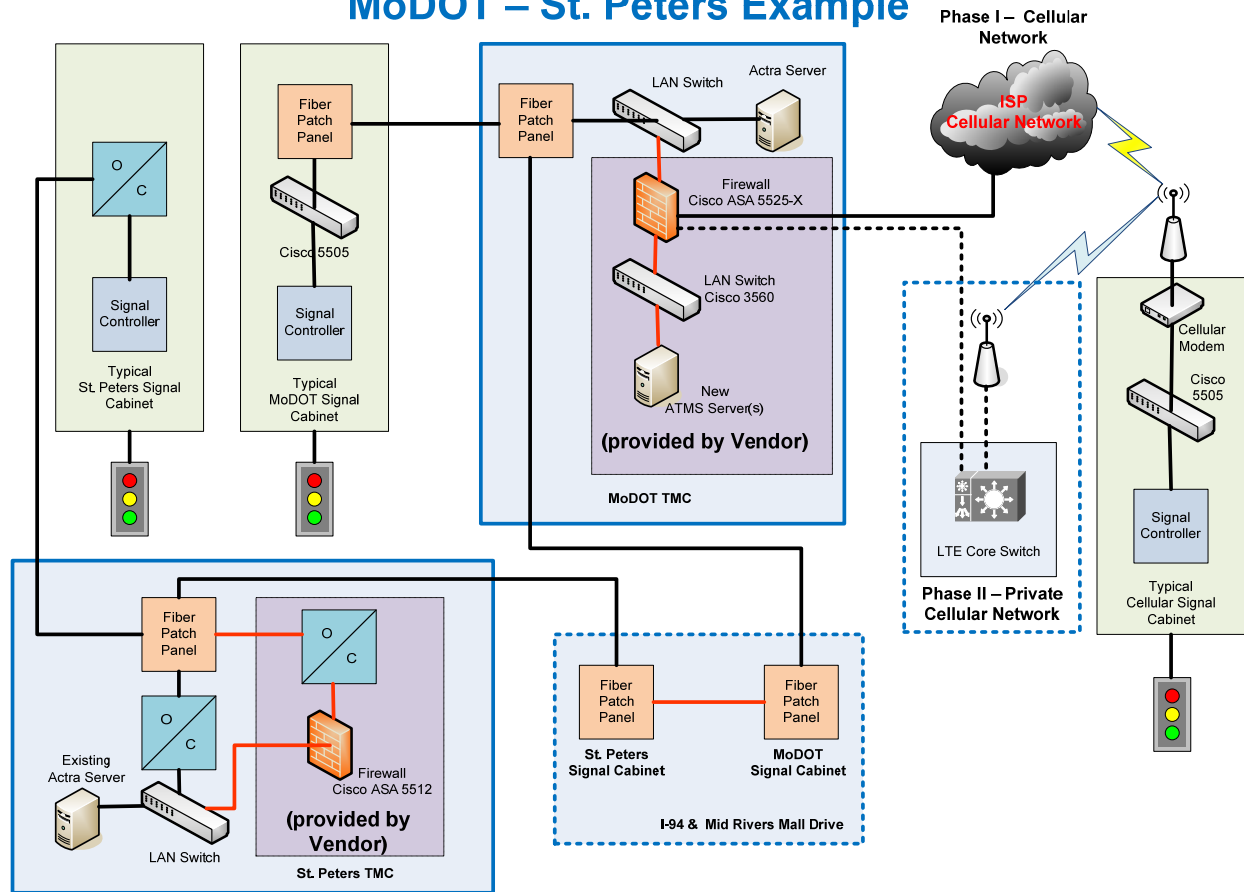 MoDOT – St. Peters Example
Phase I – Cellular
Network
Fiber
Patch
Panel
Fiber
Patch
Panel
LAN Switch
Actra Server
ISP
Cellular Network
O
C
Cisco 5505
Firewall
Cisco ASA 5525-X
LAN Switch
Cisco 3560
Signal
Controller
Signal
Controller
Cellular
Modem
Typical
St. Peters Signal
Cabinet
Typical
MoDOT Signal
Cabinet
New
ATMS Server(s)
(provided by Vendor)
MoDOT TMC
Cisco
5505
Signal
Controller
LTE Core Switch
Phase II – Private
Cellular Network
Typical
Cellular Signal
Cabinet
Fiber
Patch
Panel
O
C
O
C
Existing
Actra Server
LAN Switch
Firewall
Cisco ASA 5512
(provided by
Vendor)
St. Peters TMC
Fiber
Patch
Panel
Fiber
Patch
Panel
St. Peters
Signal Cabinet
MoDOT
Signal Cabinet
I-94 & Mid Rivers Mall Drive